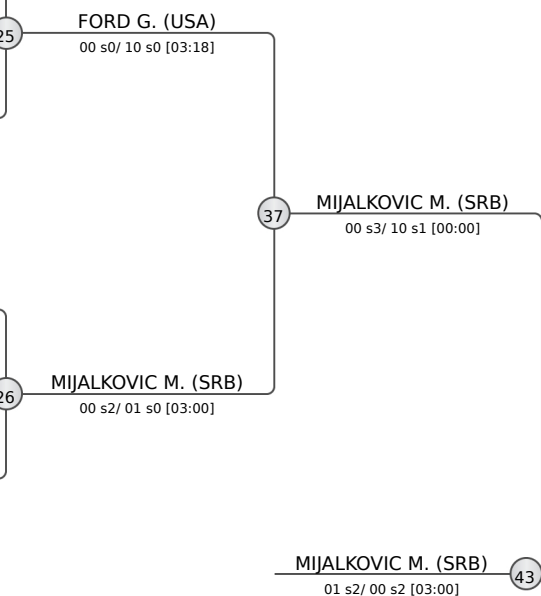 FORD G. (USA)
25
00 s0/ 10 s0 [03:18]
MIJALKOVIC M. (SRB)
37
00 s3/ 10 s1 [00:00]
MIJALKOVIC M. (SRB)
26
00 s2/ 01 s0 [03:00]
MIJALKOVIC M. (SRB)
43
01 s2/ 00 s2 [03:00]